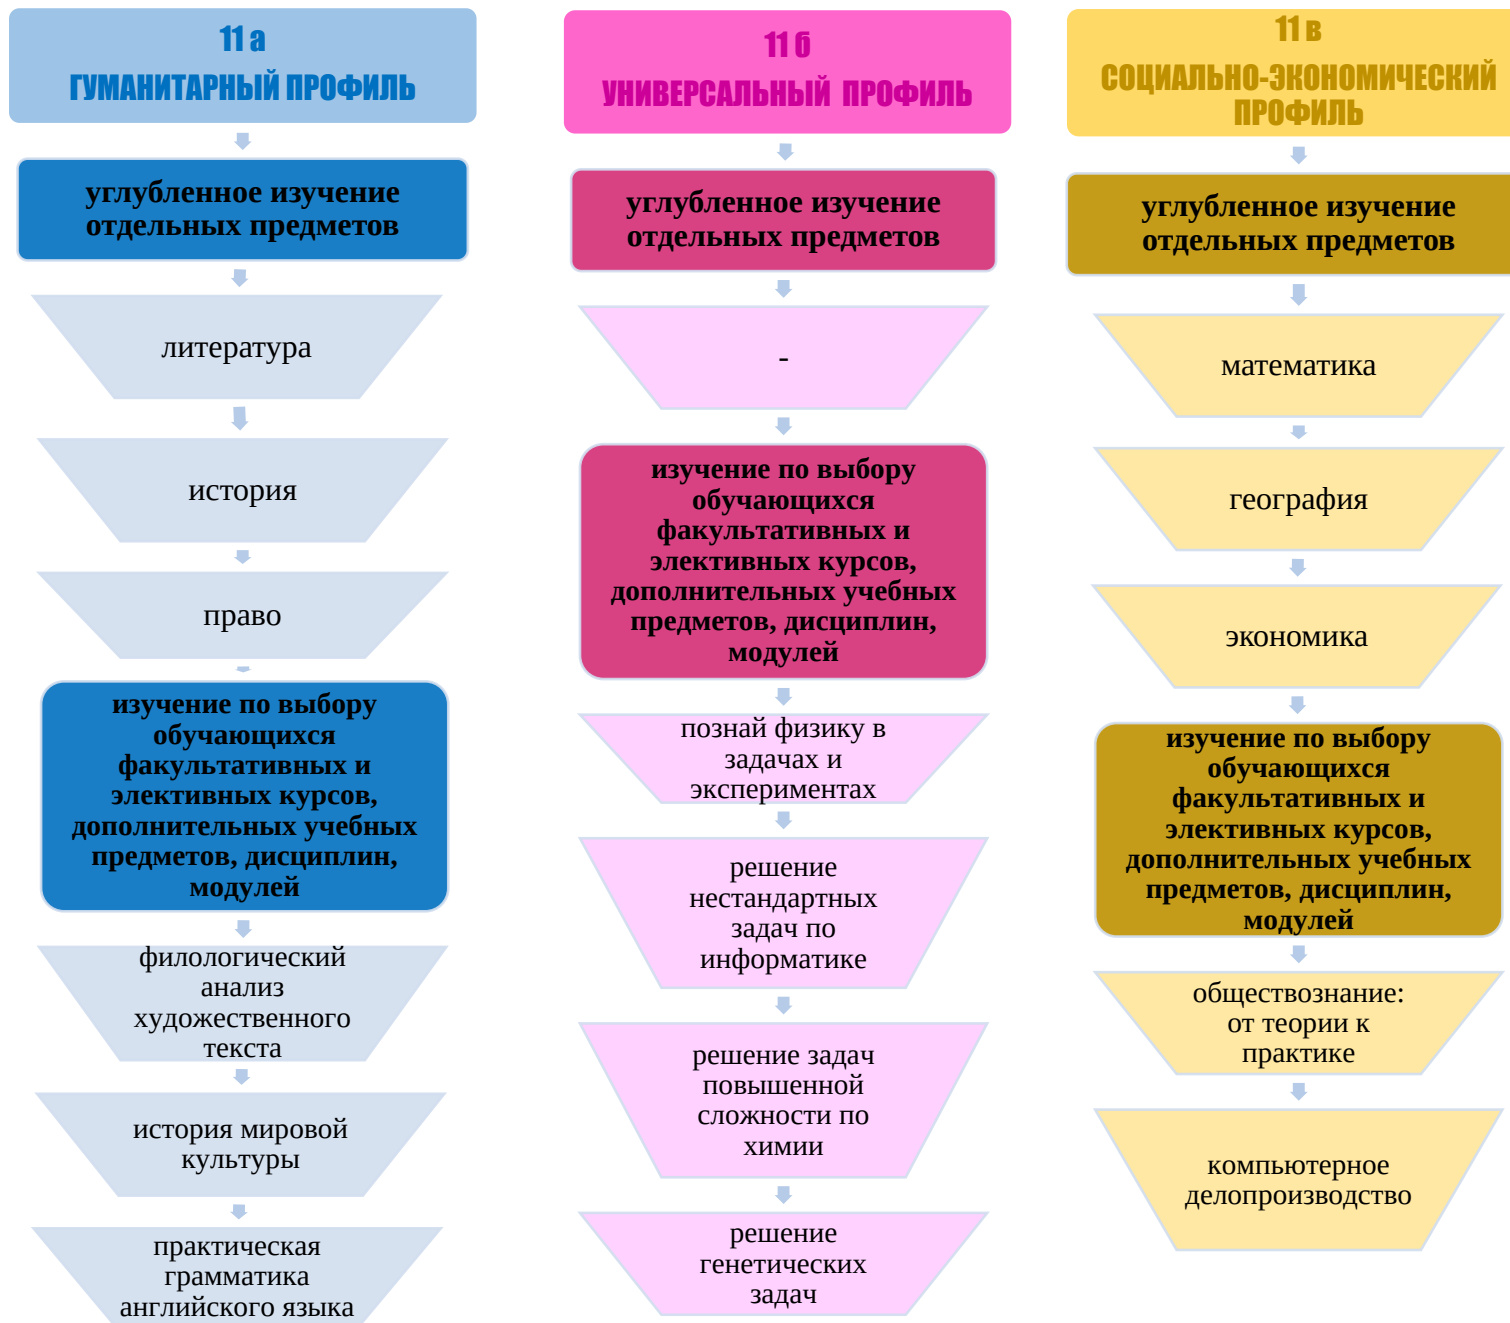 11 а
ГУМАНИТАРНЫЙ ПРОФИЛЬ
углубленное изучение
отдельных предметов
литература
история
право
изучение по выбору
обучающихся
факультативных и
элективных курсов,
дополнительных учебных
предметов, дисциплин,
модулей
филологический
анализ
художественного
текста
история мировой
культуры
практическая
грамматика
английского языка
11 б
УНИВЕРСАЛЬНЫЙ ПРОФИЛЬ
углубленное изучение
отдельных предметов
-
изучение по выбору
обучающихся
факультативных и
элективных курсов,
дополнительных учебных
предметов, дисциплин,
модулей
познай физику в
задачах и
экспериментах
решение
нестандартных
задач по
информатике
решение задач
повышенной
сложности по
химии
решение
генетических
задач
11 в
СОЦИАЛЬНО-ЭКОНОМИЧЕСКИЙ
ПРОФИЛЬ
углубленное изучение
отдельных предметов
математика
география
экономика
изучение по выбору
обучающихся
факультативных и
элективных курсов,
дополнительных учебных
предметов, дисциплин,
модулей
обществознание:
от теории к
практике
компьютерное
делопроизводство